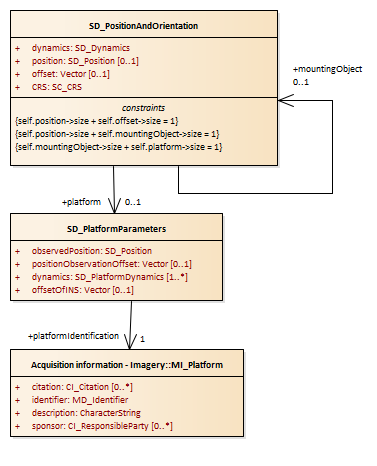 SD_PositionAndOrientation
+ dynamics: SD_Dynamics
+ position: SD_Position [0..1]
+ offset: Vector [0..1]
+ CRS: SC_CRS
constraints
{self.position->size + self.offset->size = 1}
{self.position->size + self.mountingObject->size = 1}
{self.mountingObject->size + self.platform->size = 1}
+mountingObject
0..1
+platform 0..1
SD_PlatformParameters
+ observedPosition: SD_Position
+ positionObservationOffset: Vector [0..1]
+ dynamics: SD_PlatformDynamics [1..*]
+ offsetOfINS: Vector [0..1]
+platformIdentification 1
Acquisition information - Imagery::MI_Platform
+ citation: CI_Citation [0..*]
+ identifier: MD_Identifier
+ description: CharacterString
+ sponsor: CI_ResponsibleParty [0..*]